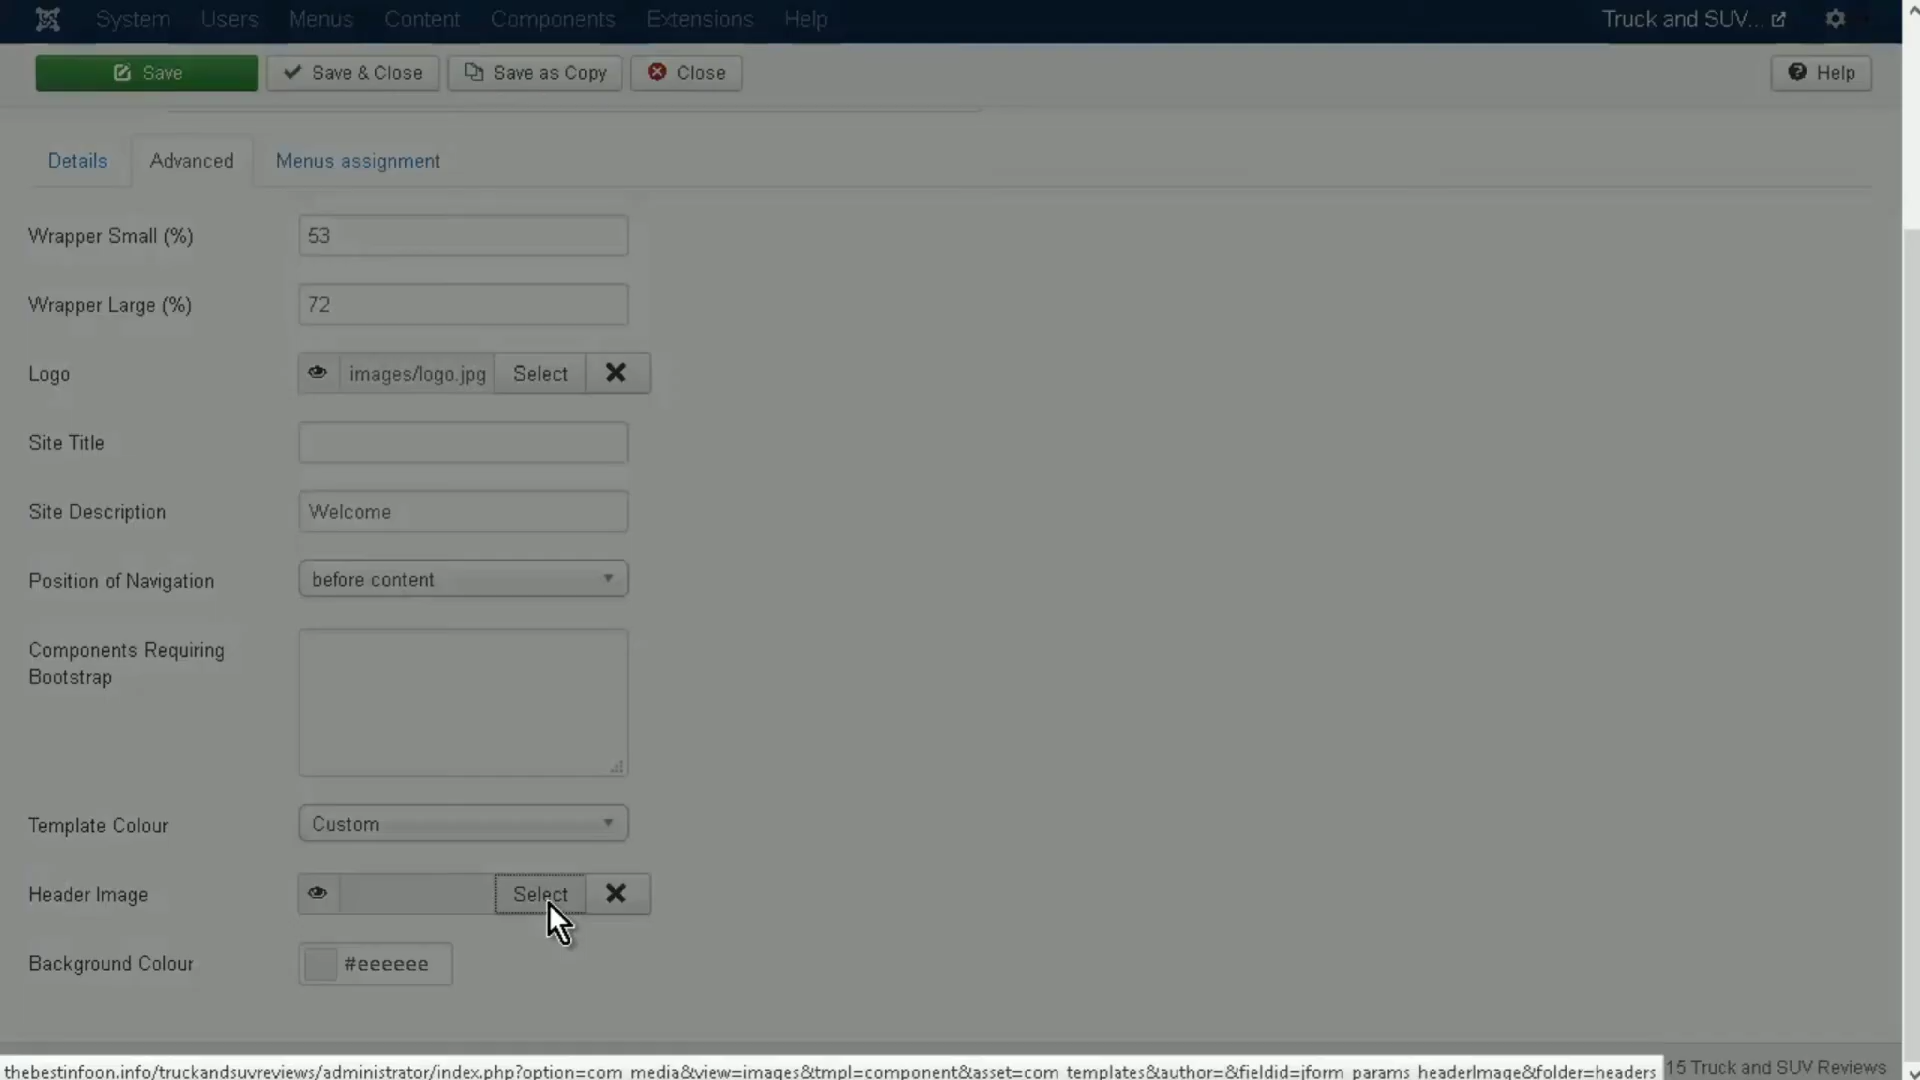 System Users Menus Content Components Extensions Help Truck and SUV...
Save Save & Close Save as Copy Close Help
Details Advanced Menus assignment
Wrapper Small (%) 53
Wrapper Large (%) 72
Logo images/logo.jpg Select
Site Title
Site Description Welcome
Position of Navigation before content
Components Requiring
Bootstrap
Template Colour Custom
Header Image Select
Background Colour #eeeeee
thebestinfoon.info/truckandsuvreviews/administrator/index.php?option=com_media&view=images&tmpl=component&asset=com_templates&author=&fieldid=jform_params_headerImage&folder=headers 15 Truck and SUV Reviews